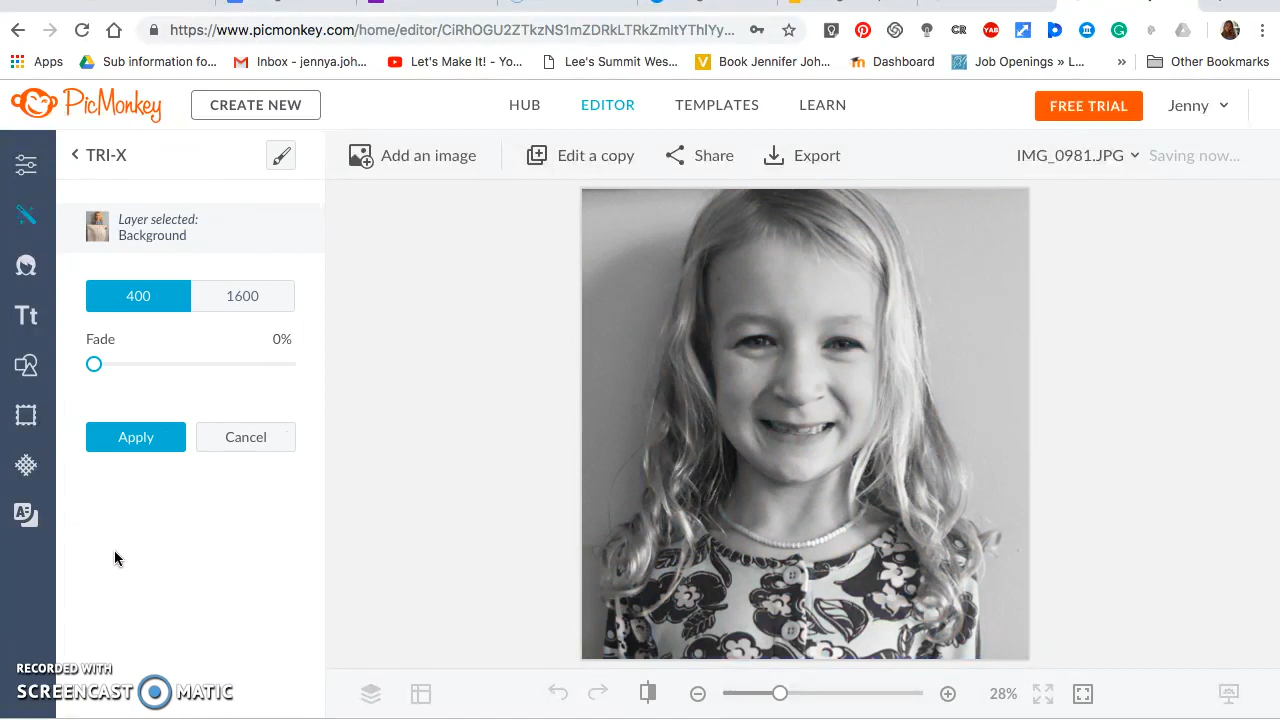 https://www.picmonkey.com/home/editor/CiRhOGU2ZTkzNS1mZDRkLTRkZmItYThlYy...
CR
YAB
Apps
Sub information fo...
Inbox - jennya.joh...
Let's Make It! - Yo...
Lee's Summit Wes...
Book Jennifer Joh...
Dashboard
Job Openings » L...
»
Other Bookmarks
PicMonkey
CREATE NEW
HUB
EDITOR
TEMPLATES
LEARN
FREE TRIAL
Jenny
TRI-X
Add an image
Edit a copy
Share
Export
IMG_0981.JPG
Saving now...
Layer selected:
Background
400
1600
Fade
0%
Apply
Cancel
Tt
RECORDED WITH
SCREENCAST MATIC
28%